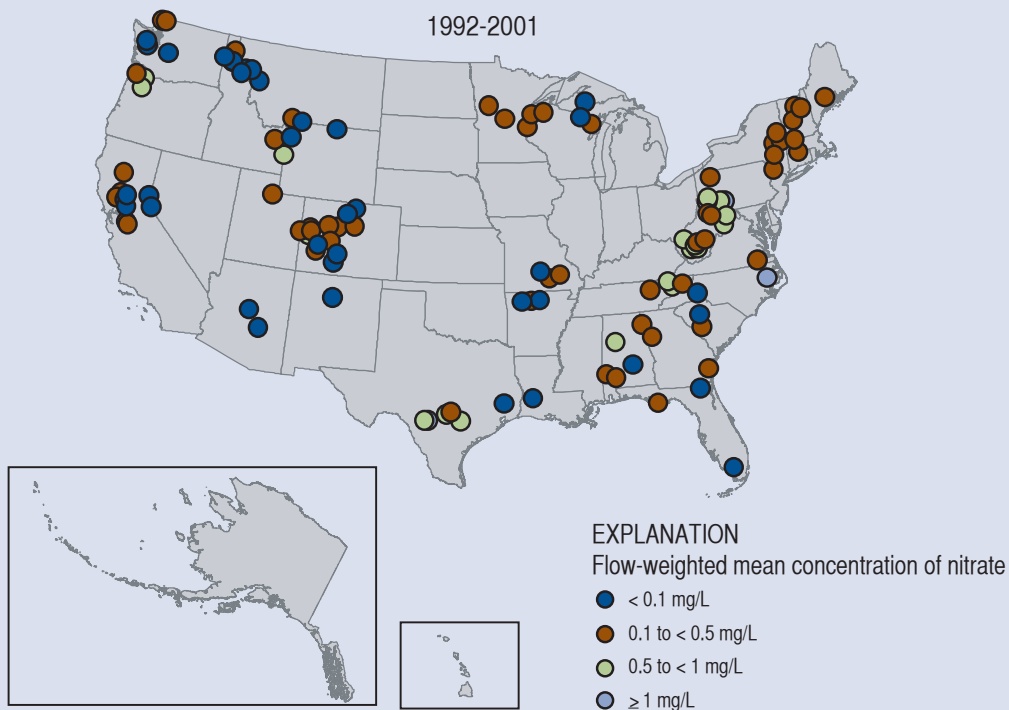 1992-2001
EXPLANATION
Flow-weighted mean concentration of nitrate
< 0.1 mg/L
0.1 to < 0.5 mg/L
0.5 to < 1 mg/L
≥ 1 mg/L